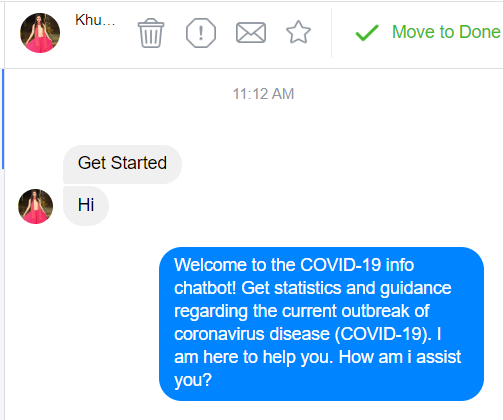 Khu...
Move to Done
11:12 AM
Get Started
Hi
Welcome to the COVID-19 info
chatbot! Get statistics and guidance
regarding the current outbreak of
coronavirus disease (COVID-19). I
am here to help you. How am i assist
you?